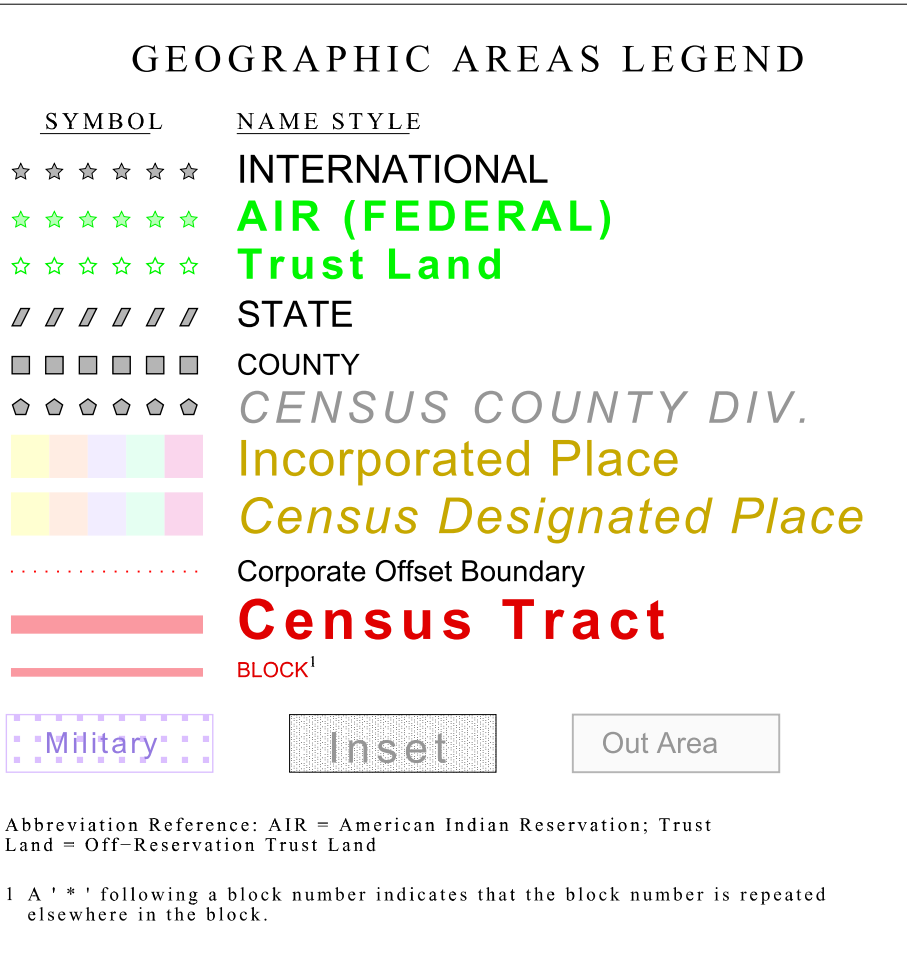 GEOGRAPHIC AREAS LEGEND
SYMBOL NAME STYLE
INTERNATIONAL
AIR (FEDERAL)
Trust Land
STATE
COUNTY
CENSUS COUNTY DIV.
Incorporated Place
Census Designated Place
Corporate Offset Boundary
Census Tract
BLOCK1
Military Inset Out Area
Abbreviation Reference: AIR = American Indian Reservation; Trust
Land = Off−Reservation Trust Land
1 A ' * ' following a block number indicates that the block number is repeated
elsewhere in the block.